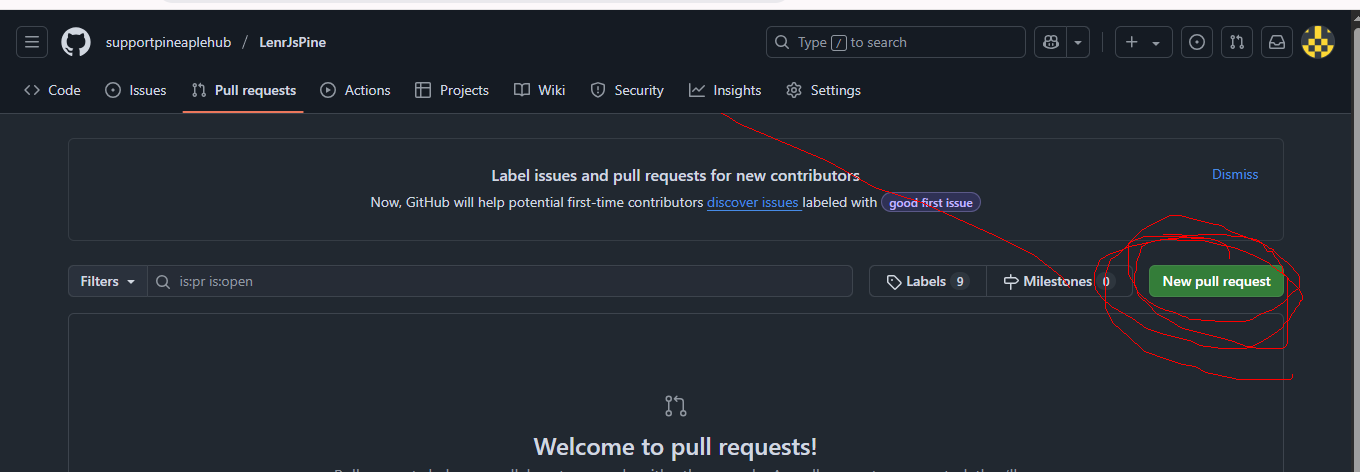 supportpineaplehub / LenrJsPine
Type / to search
Code Issues Pull requests Actions Projects Wiki Security Insights Settings
Label issues and pull requests for new contributors
Dismiss
Now, GitHub will help potential first-time contributors discover issues labeled with good first issue
Filters is:pr is:open Labels 9 Milestones 0 New pull request
Welcome to pull requests!